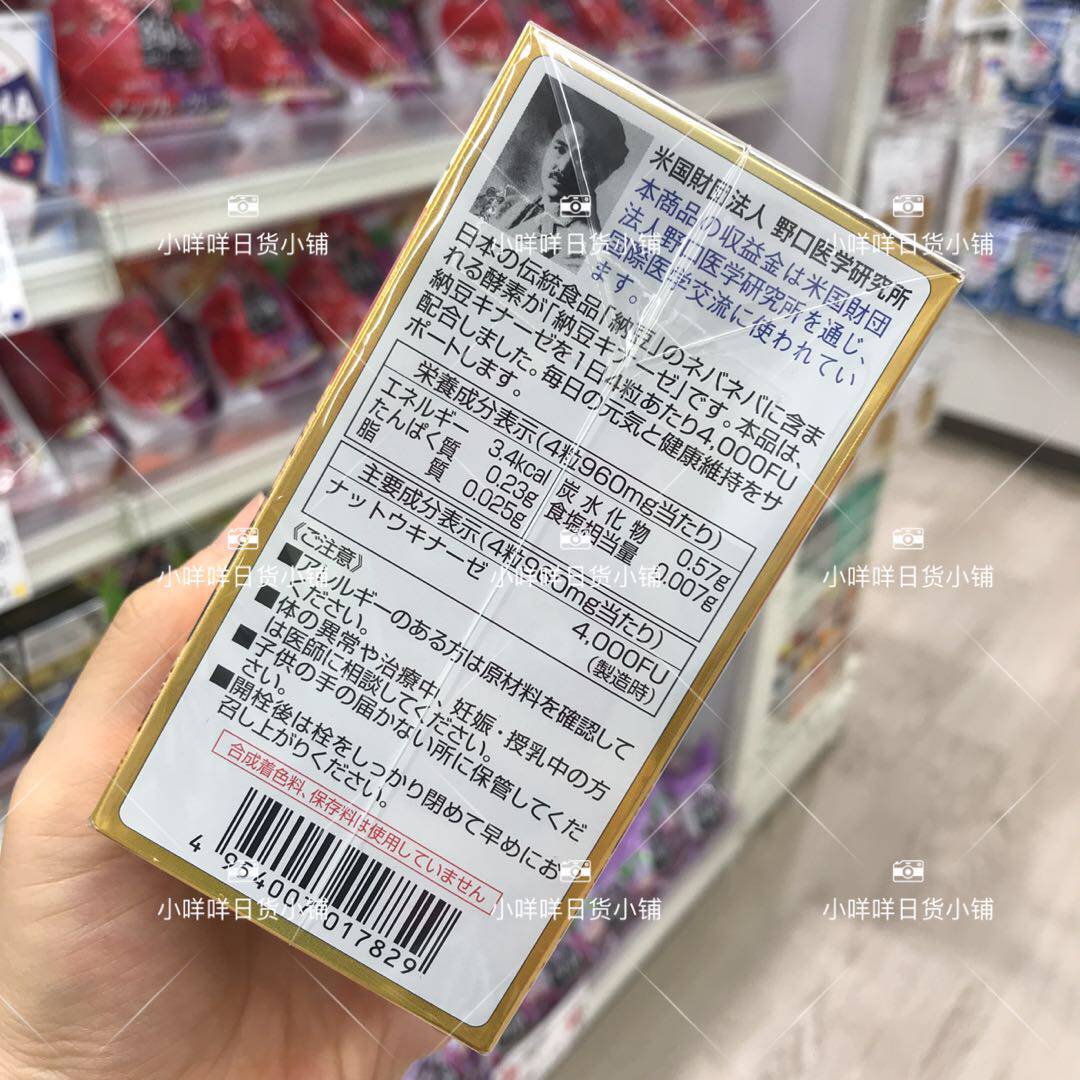 米国財団法人 野口医学研究所
本商品の収益金は米国財団
法人野口医学研究所を通じ、
国際医学交流に使われてい
ます。
日本の伝統食品「納豆」のネバネバに含ま
れる酵素が「納豆キナーゼ」です。本品は、
納豆キナーゼを1日4粒あたり4,000FU
配合しました。毎日の元気と健康維持をサ
ポートします。
栄養成分表示(4粒960mg当たり)
エネルギー 3.4kcal 炭水化物 0.57g
たんぱく質 0.23g 食塩相当量 0.007g
脂質 0.025g
主要成分表示(4粒960mg当たり)
ナットウキナーゼ 4,000FU
(製造時)
《ご注意》
■アレルギーのある方は原材料を確認して
ください。
■体の異常や治療中、妊娠・授乳中の方
は医師に相談してください。
■子供の手の届かない所に保管してくだ
さい。
■開栓後は栓をしっかり閉めて早めにお
召し上がりください。
合成着色料、保存料は使用していません
小咩咩日货小铺
小咩咩日货小铺
小咩咩日货小铺
小咩咩日货小铺
小咩咩日货小铺
小咩咩日货小铺
小咩咩日货小铺
小咩咩日货小铺
小咩咩日货小铺